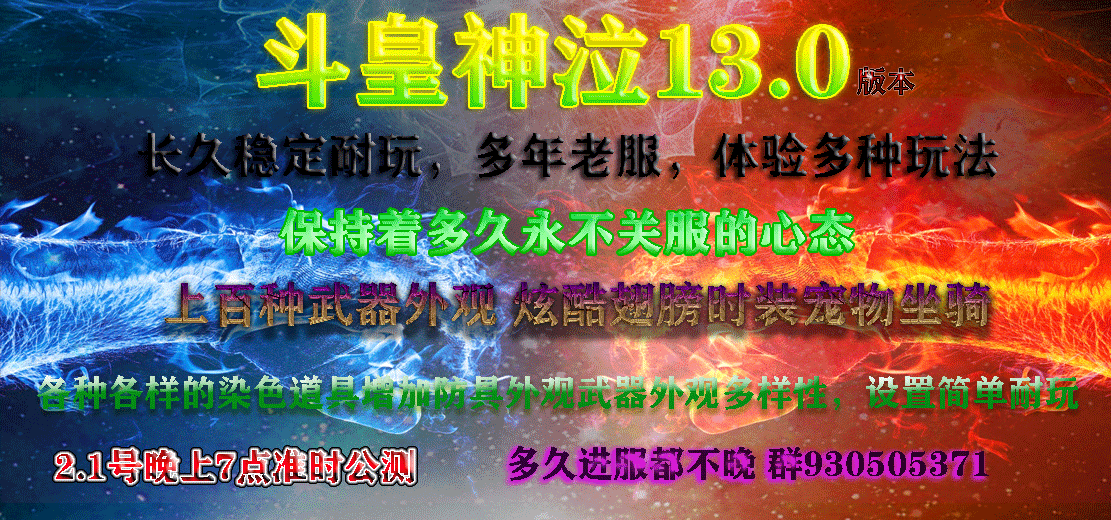 斗皇神泣13.0版本
长久稳定耐玩，多年老服，体验多种玩法
保持着多久永不关服的心态
上百种武器外观 炫酷翅膀时装宠物坐骑
各种各样的染色道具增加防具外观武器外观多样性，设置简单耐玩
2.1号晚上7点准时公测
多久进服都不晚 群930505371